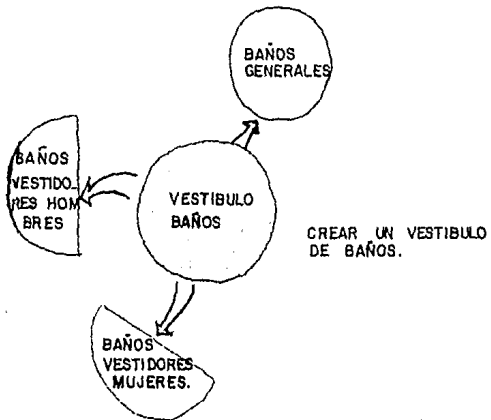 BAÑOS
GENERALES
BAÑOS
VESTIDO_
RES HOM
BRES
VESTIBULO
BAÑOS
CREAR UN VESTIBULO
DE BAÑOS.
BAÑOS
VESTIDORES
MUJERES.